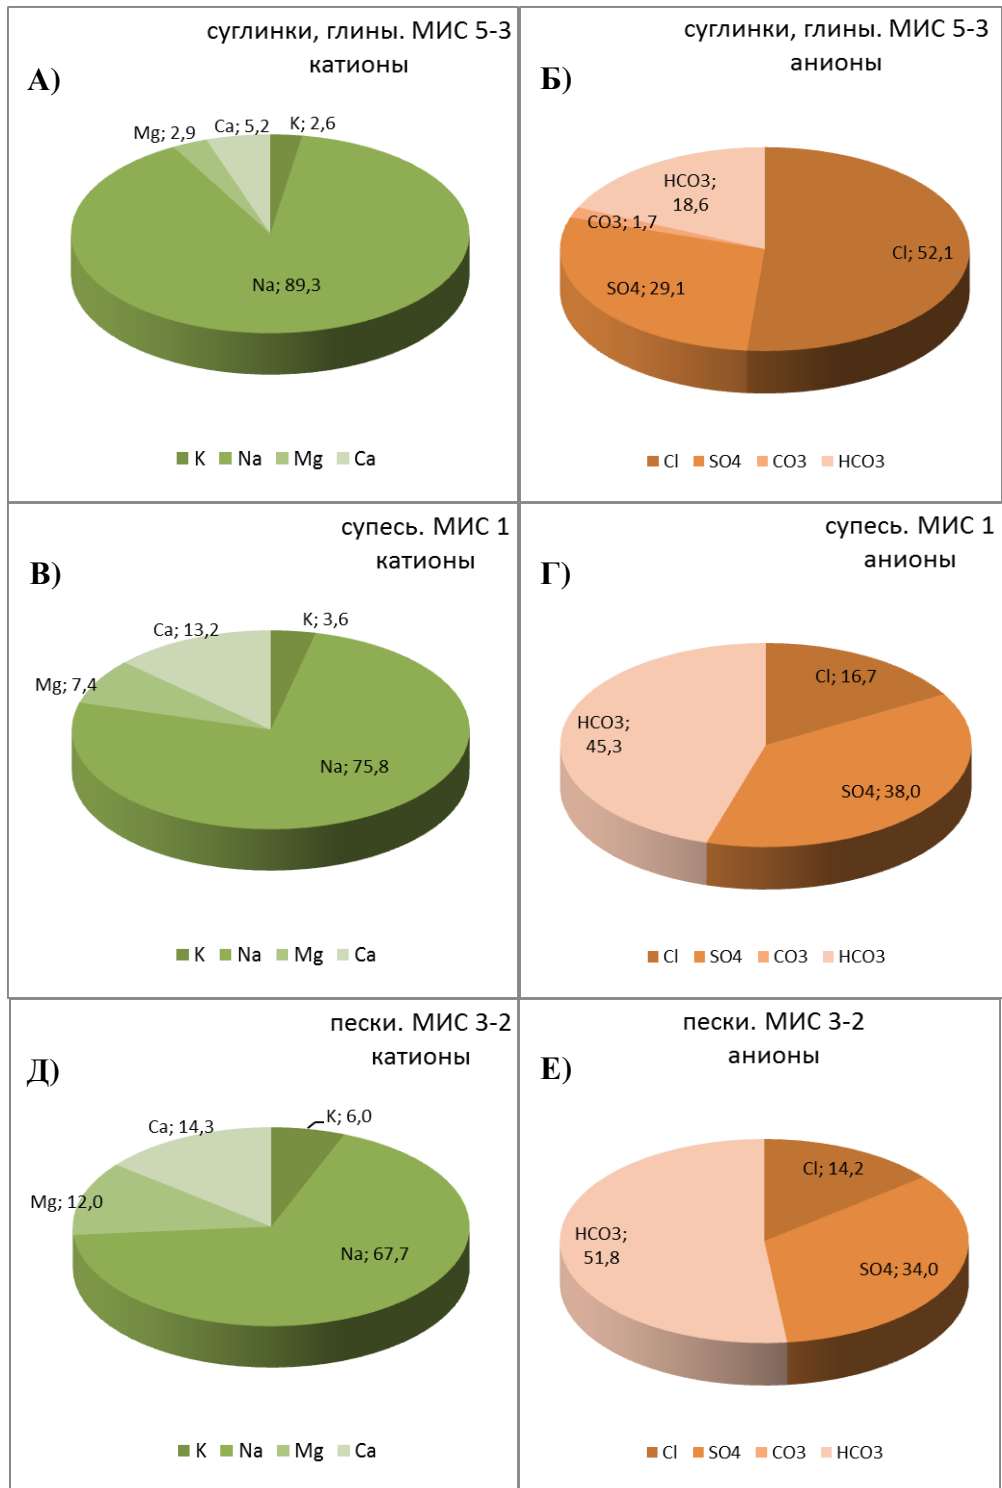 суглинки, глины. МИС 5-3
катионы
А)
Mg; 2,9
Ca; 5,2
K; 2,6
Na; 89,3
K Na Mg Ca
суглинки, глины. МИС 5-3
анионы
Б)
HCO3;
18,6
CO3; 1,7
SO4; 29,1
Cl; 52,1
Cl SO4 CO3 HCO3
супесь. МИС 1
катионы
В)
Ca; 13,2
K; 3,6
Mg; 7,4
Na; 75,8
K Na Mg Ca
супесь. МИС 1
анионы
Г)
Cl; 16,7
HCO3;
45,3
SO4; 38,0
Cl SO4 CO3 HCO3
пески. МИС 3-2
катионы
Д)
Ca; 14,3
K; 6,0
Mg; 12,0
Na; 67,7
K Na Mg Ca
пески. МИС 3-2
анионы
Е)
Cl; 14,2
HCO3;
51,8
SO4; 34,0
Cl SO4 CO3 HCO3